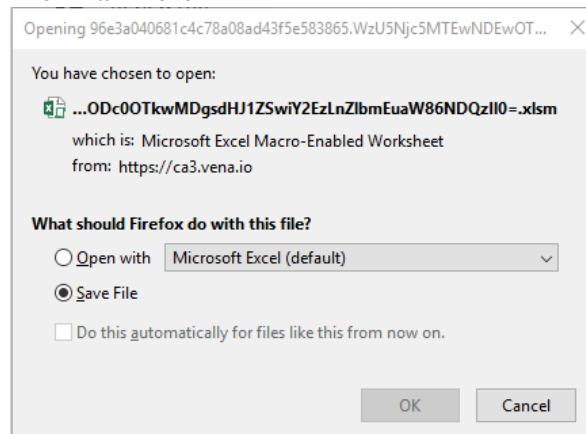 Opening 96e3a040681c4c78a08ad43f5e583865.WzU5Njc5MTEwNDEwOT...
You have chosen to open:
...ODc0OTkwMDgsdHJ1ZSwiY2EzLnZlbmEuaW86NDQzIl0=.xlsm
which is: Microsoft Excel Macro-Enabled Worksheet
from: https://ca3.vena.io
What should Firefox do with this file?
Open with Microsoft Excel (default)
Save File
Do this automatically for files like this from now on.
OK Cancel